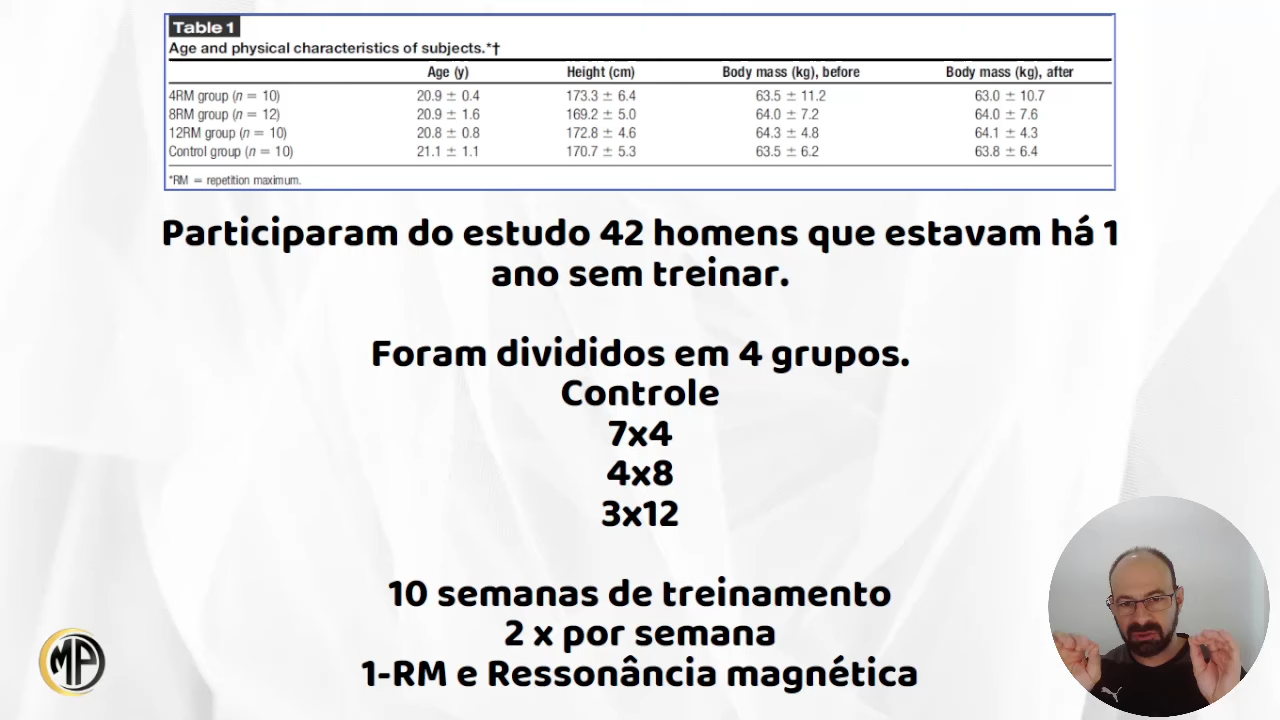 Table 1
Age and physical characteristics of subjects.*†
Age (y) Height (cm) Body mass (kg), before Body mass (kg), after
4RM group (n = 10) 20.9 ± 0.4 173.3 ± 6.4 63.5 ± 11.2 63.0 ± 10.7
8RM group (n = 12) 20.9 ± 1.6 169.2 ± 5.0 64.0 ± 7.2 64.0 ± 7.6
12RM group (n = 10) 20.8 ± 0.8 172.8 ± 4.6 64.3 ± 4.8 64.1 ± 4.3
Control group (n = 10) 21.1 ± 1.1 170.7 ± 5.3 63.5 ± 6.2 63.8 ± 6.4
*RM = repetition maximum.
Participaram do estudo 42 homens que estavam há 1
ano sem treinar.
Foram divididos em 4 grupos.
Controle
7x4
4x8
3x12
10 semanas de treinamento
2 x por semana
1-RM e Ressonância magnética
MP